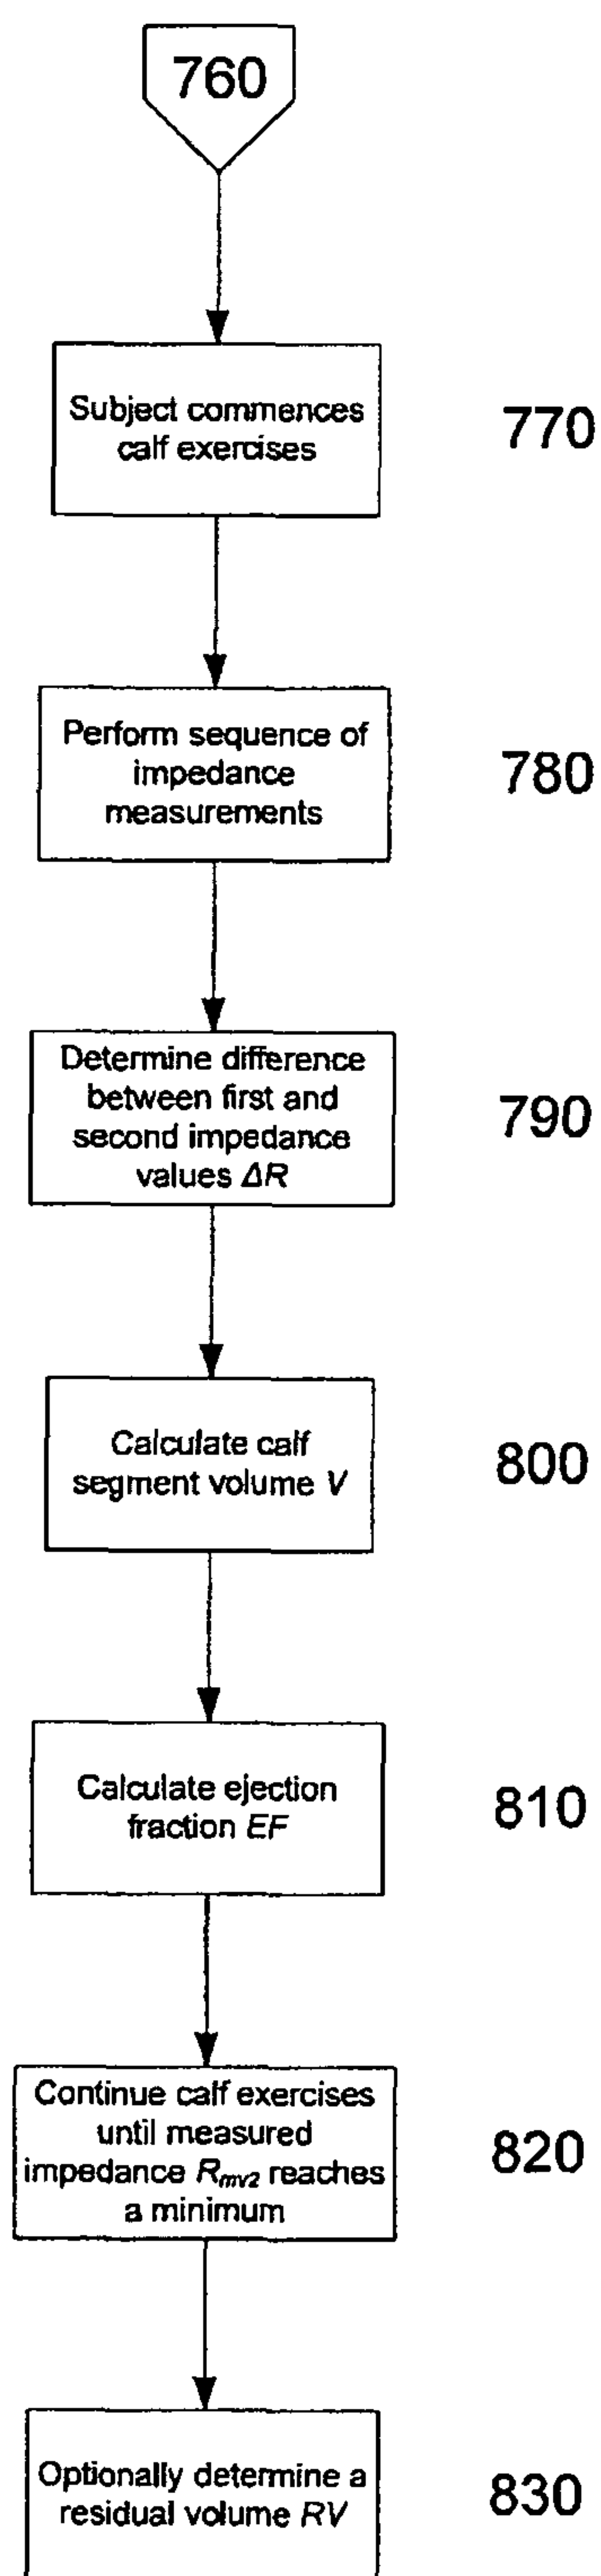 760
Subject commences
calf exercises
770
Perform sequence of
impedance
measurements
780
Determine difference
between first and
second impedance
values ΔR
790
Calculate calf
segment volume V
800
Calculate ejection
fraction EF
810
Continue calf exercises
until measured
impedance Rmv2 reaches
a minimum
820
Optionally determine a
residual volume RV
830